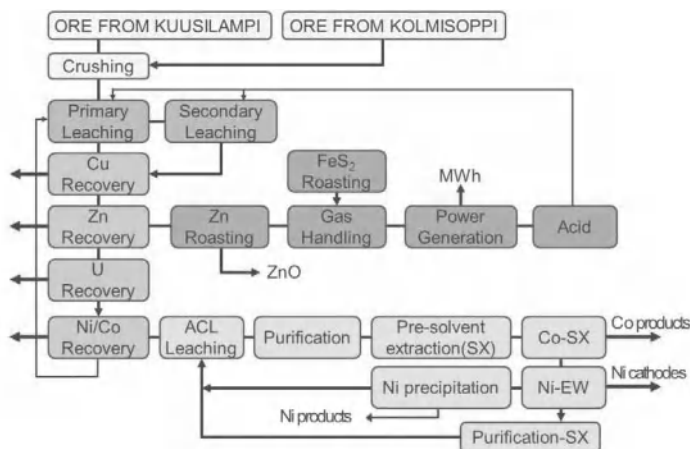 ORE FROM KUUSILAMPI
ORE FROM KOLMISOPPI
Crushing
Primary
Leaching
Secondary
Leaching
Cu
Recovery
FeS2
Roasting
MWh
Zn
Recovery
Zn
Roasting
Gas
Handling
Power
Generation
Acid
ZnO
U
Recovery
Ni/Co
Recovery
ACL
Leaching
Purification
Pre-solvent
extraction(SX)
Co-SX
Co products
Ni precipitation
Ni-EW
Ni cathodes
Ni products
Purification-SX